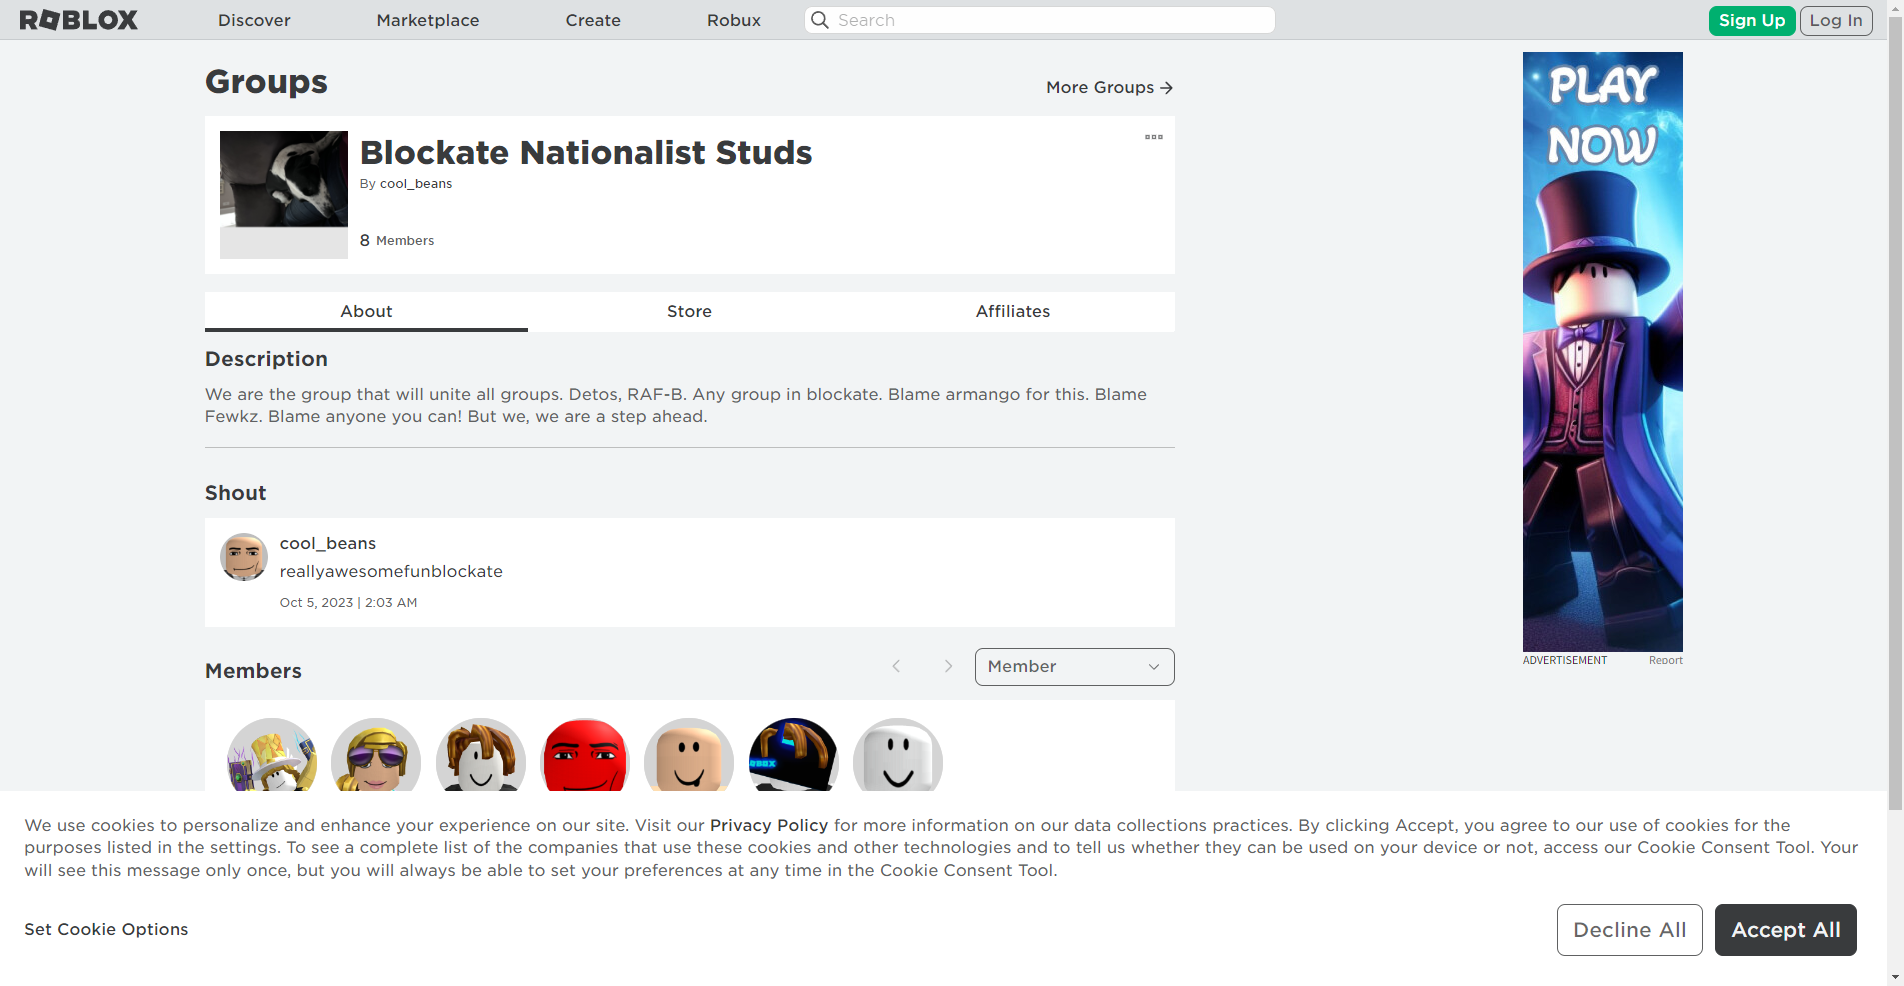 ROBLOX
Discover
Marketplace
Create
Robux
Search
Sign Up
Log In
Groups
More Groups
Blockate Nationalist Studs
By cool_beans
8 Members
About
Store
Affiliates
Description
We are the group that will unite all groups. Detos, RAF-B. Any group in blockate. Blame armango for this. Blame
Fewkz. Blame anyone you can! But we, we are a step ahead.
Shout
cool_beans
reallyawesomefunblockate
Oct 5, 2023 | 2:03 AM
Members
Member
PLAY
NOW
ADVERTISEMENT
Report
We use cookies to personalize and enhance your experience on our site. Visit our Privacy Policy for more information on our data collections practices. By clicking Accept, you agree to our use of cookies for the
purposes listed in the settings. To see a complete list of the companies that use these cookies and other technologies and to tell us whether they can be used on your device or not, access our Cookie Consent Tool. Your
will see this message only once, but you will always be able to set your preferences at any time in the Cookie Consent Tool.
Set Cookie Options
Decline All
Accept All